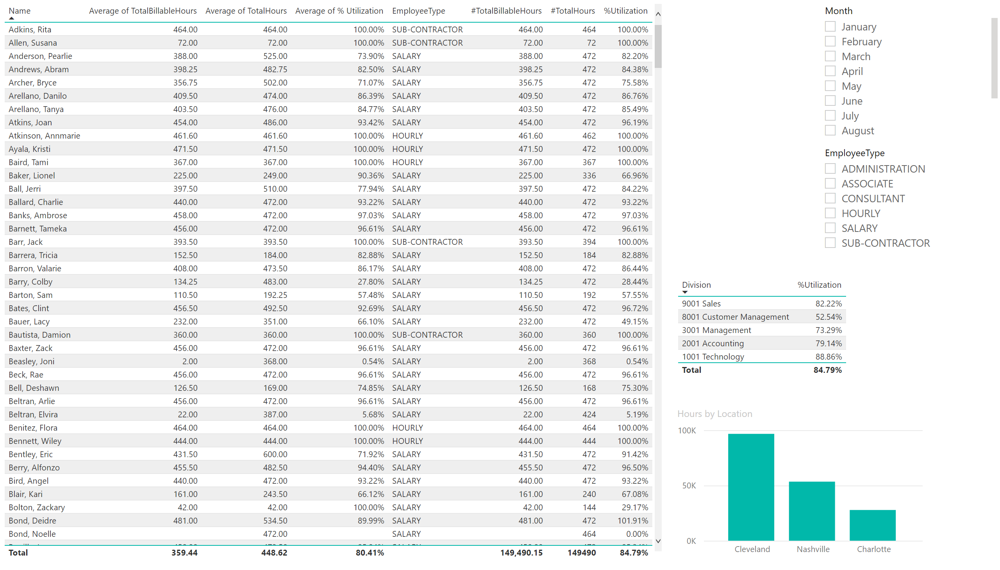 Name Average of TotalBillableHours Average of TotalHours Average of % Utilization EmployeeType #TotalBillableHours #TotalHours %Utilization
Adkins, Rita 464.00 464.00 100.00% SUB-CONTRACTOR 464.00 464 100.00%
Allen, Susana 72.00 72.00 100.00% SUB-CONTRACTOR 72.00 72 100.00%
Anderson, Pearlie 388.00 525.00 73.90% SALARY 388.00 472 82.20%
Andrews, Abram 398.25 482.75 82.50% SALARY 398.25 472 84.38%
Archer, Bryce 356.75 502.00 71.07% SALARY 356.75 472 75.58%
Arellano, Danilo 409.50 474.00 86.39% SALARY 409.50 472 86.76%
Arellano, Tanya 403.50 476.00 84.77% SALARY 403.50 472 85.49%
Atkins, Joan 454.00 486.00 93.42% SALARY 454.00 472 96.19%
Atkinson, Annmarie 461.60 461.60 100.00% HOURLY 461.60 462 100.00%
Ayala, Kristi 471.50 471.50 100.00% HOURLY 471.50 472 100.00%
Baird, Tami 367.00 367.00 100.00% HOURLY 367.00 367 100.00%
Baker, Lionel 225.00 249.00 90.36% SALARY 225.00 336 66.96%
Ball, Jerri 397.50 510.00 77.94% SALARY 397.50 472 84.22%
Ballard, Charlie 440.00 472.00 93.22% SALARY 440.00 472 93.22%
Banks, Ambrose 458.00 472.00 97.03% SALARY 458.00 472 97.03%
Barnett, Tameka 456.00 472.00 96.61% SALARY 456.00 472 96.61%
Barr, Jack 393.50 393.50 100.00% SUB-CONTRACTOR 393.50 394 100.00%
Barrera, Tricia 152.50 184.00 82.88% SALARY 152.50 184 82.88%
Barron, Valarie 408.00 473.50 86.17% SALARY 408.00 472 86.44%
Barry, Colby 134.25 483.00 27.80% SALARY 134.25 472 28.44%
Barton, Sam 110.50 192.25 57.48% SALARY 110.50 192 57.55%
Bates, Clint 456.50 492.50 92.69% SALARY 456.50 472 96.72%
Bauer, Lacy 232.00 351.00 66.10% SALARY 232.00 472 49.15%
Bautista, Damion 360.00 360.00 100.00% SUB-CONTRACTOR 360.00 360 100.00%
Baxter, Zack 456.00 472.00 96.61% SALARY 456.00 472 96.61%
Beasley, Joni 2.00 368.00 0.54% SALARY 2.00 368 0.54%
Beck, Rae 456.00 472.00 96.61% SALARY 456.00 472 96.61%
Bell, Deshawn 126.50 169.00 74.85% SALARY 126.50 168 75.30%
Beltran, Arlie 456.00 472.00 96.61% SALARY 456.00 472 96.61%
Beltran, Elvira 22.00 387.00 5.68% SALARY 22.00 424 5.19%
Benitez, Flora 464.00 464.00 100.00% HOURLY 464.00 464 100.00%
Bennett, Wiley 444.00 444.00 100.00% HOURLY 444.00 444 100.00%
Bentley, Eric 431.50 600.00 71.92% SALARY 431.50 472 91.42%
Berry, Alfonzo 455.50 482.50 94.40% SALARY 455.50 472 96.50%
Bird, Angel 440.00 472.00 93.22% SALARY 440.00 472 93.22%
Blair, Kari 161.00 243.50 66.12% SALARY 161.00 240 67.08%
Bolton, Zackary 42.00 42.00 100.00% SALARY 42.00 144 29.17%
Bond, Deidre 481.00 534.50 89.99% SALARY 481.00 472 101.91%
Bond, Noelle 472.00 SALARY 464 0.00%
Total 359.44 448.62 80.41% 149,490.15 149490 84.79%
Month
January
February
March
April
May
June
July
August
EmployeeType
ADMINISTRATION
ASSOCIATE
CONSULTANT
HOURLY
SALARY
SUB-CONTRACTOR
Division %Utilization
9001 Sales 82.22%
8001 Customer Management 52.54%
3001 Management 73.29%
2001 Accounting 79.14%
1001 Technology 88.86%
Total 84.79%
Hours by Location
100K
50K
0K
Cleveland Nashville Charlotte